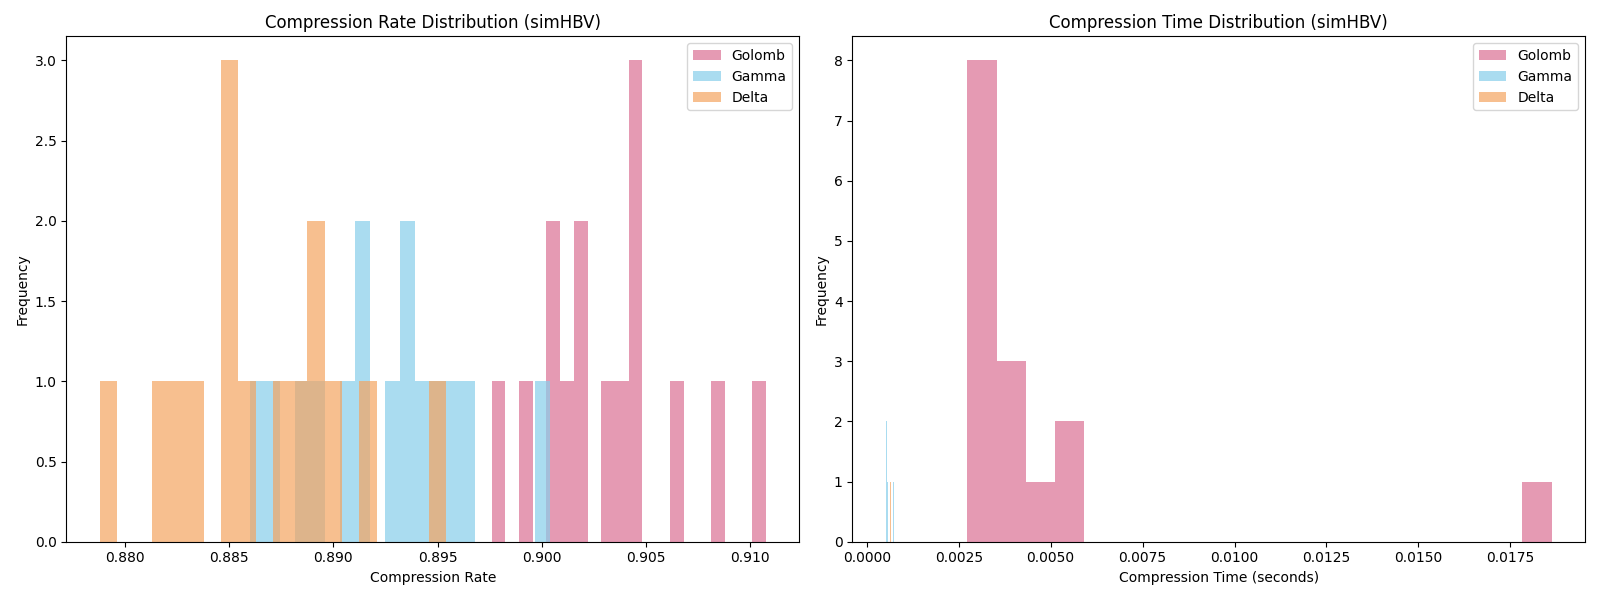 Compression Rate Distribution (simHBV)
Frequency
3.0
2.5
2.0
1.5
1.0
0.5
0.0
Golomb
Gamma
Delta
0.880 0.885 0.890 0.895 0.900 0.905 0.910
Compression Rate
Compression Time Distribution (simHBV)
Frequency
8
7
6
5
4
3
2
1
0
Golomb
Gamma
Delta
0.0000 0.0025 0.0050 0.0075 0.0100 0.0125 0.0150 0.0175
Compression Time (seconds)